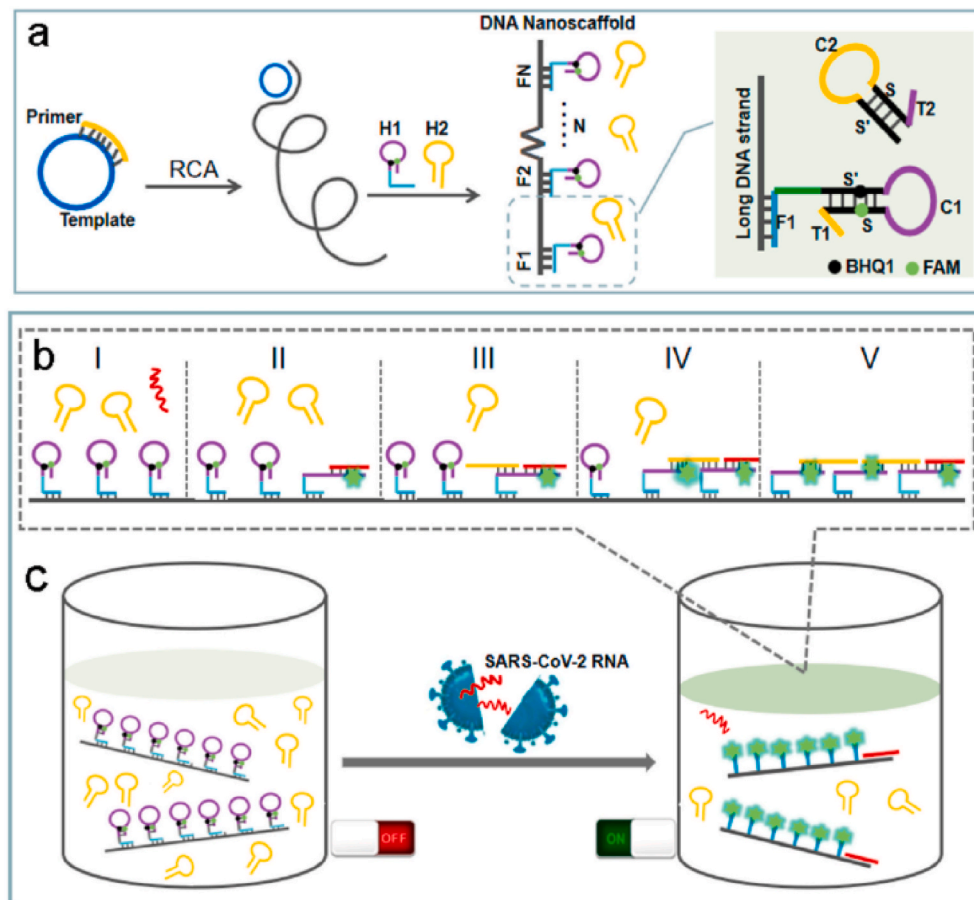 a
DNA Nanoscaffold
Primer
Template
RCA
H1 H2
FN
N
F2
F1
Long DNA strand
C2
S
S'
T2
S'
C1
F1
T1
S
BHQ1 FAM
b
I II III IV V
c
SARS-CoV-2 RNA
OFF
ON